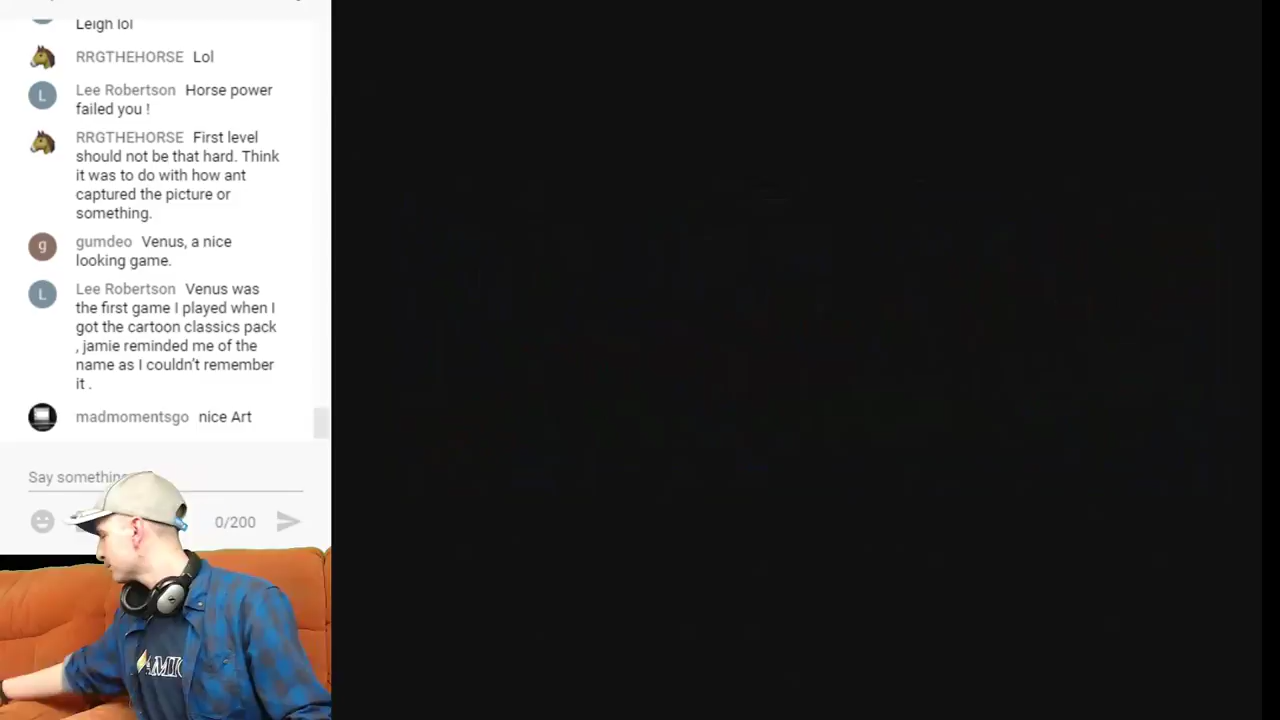 Leigh lol
RRGTHEHORSE Lol
L Lee Robertson Horse power
failed you !
RRGTHEHORSE First level
should not be that hard. Think
it was to do with how ant
captured the picture or
something.
g gumdeo Venus, a nice
looking game.
L Lee Robertson Venus was
the first game I played when I
got the cartoon classics pack
, jamie reminded me of the
name as I couldn't remember
it .
madmomentsgo nice Art
Say something
0/200